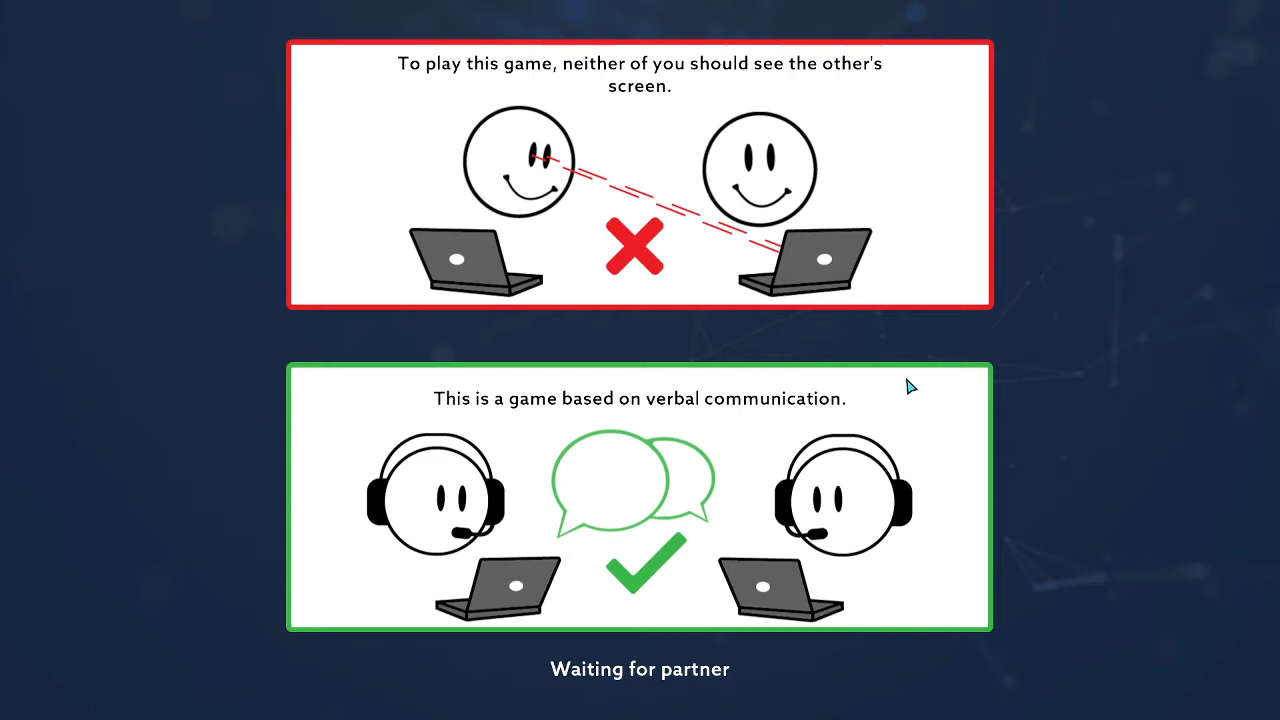 To play this game, neither of you should see the other's
screen.
This is a game based on verbal communication.
Waiting for partner